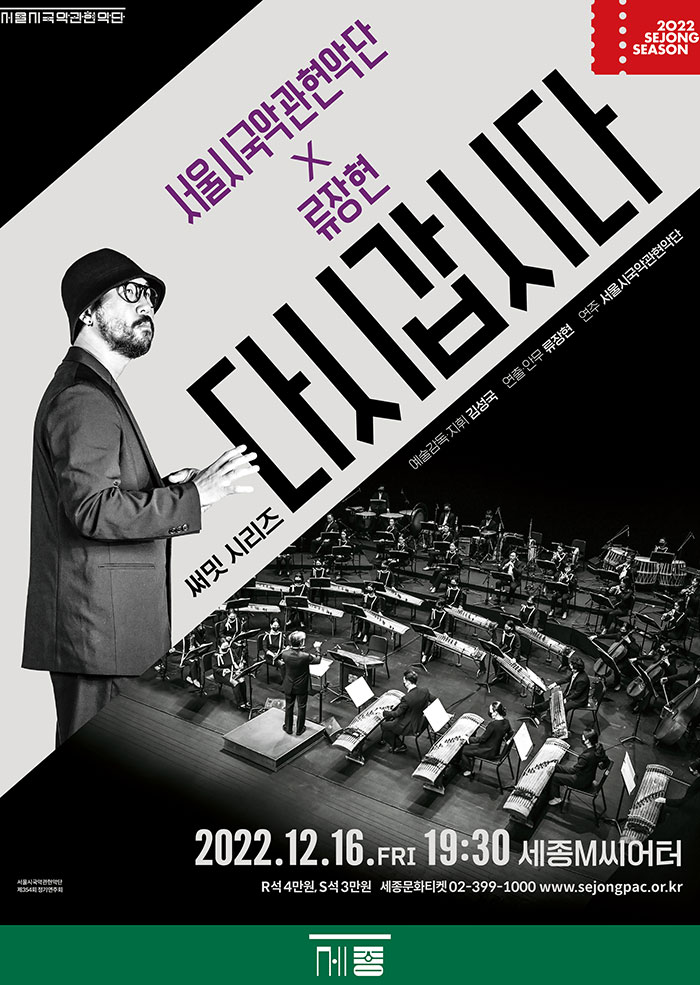 서울시국악관현악단
2022
SEJONG
SEASON
서울시국악관현악단
X
류장현
써밋 시리즈
다시갑시다
예술감독, 지휘 김성국 연출 안무 류장현 연주 서울시국악관현악단
2022.12.16.FRI 19:30 세종M씨어터
R석 4만원, S석 3만원 세종문화티켓 02-399-1000 www.sejongpac.or.kr
서울시국악관현악단
제354회 정기연주회
세종